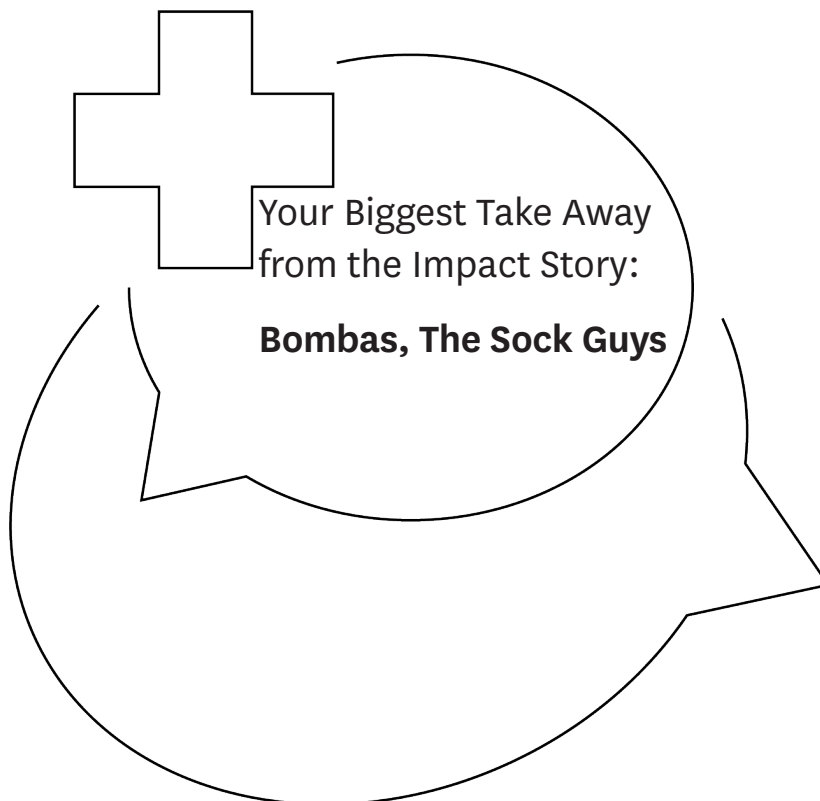 Your Biggest Take Away
from the Impact Story:
Bombas, The Sock Guys